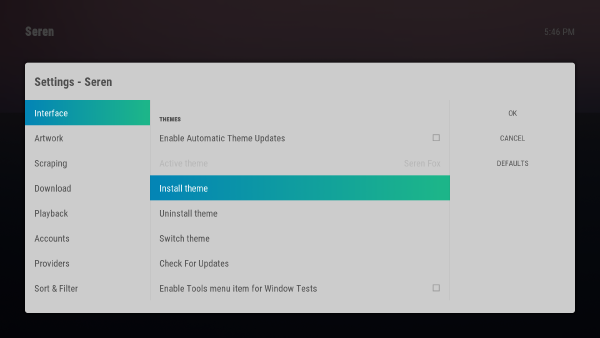 Seren
5:46 PM
Settings - Seren
Interface
Artwork
Scraping
Download
Playback
Accounts
Providers
Sort & Filter
THEMES
Enable Automatic Theme Updates
Active theme Seren Fox
Install theme
Uninstall theme
Switch theme
Check For Updates
Enable Tools menu item for Window Tests
OK
CANCEL
DEFAULTS